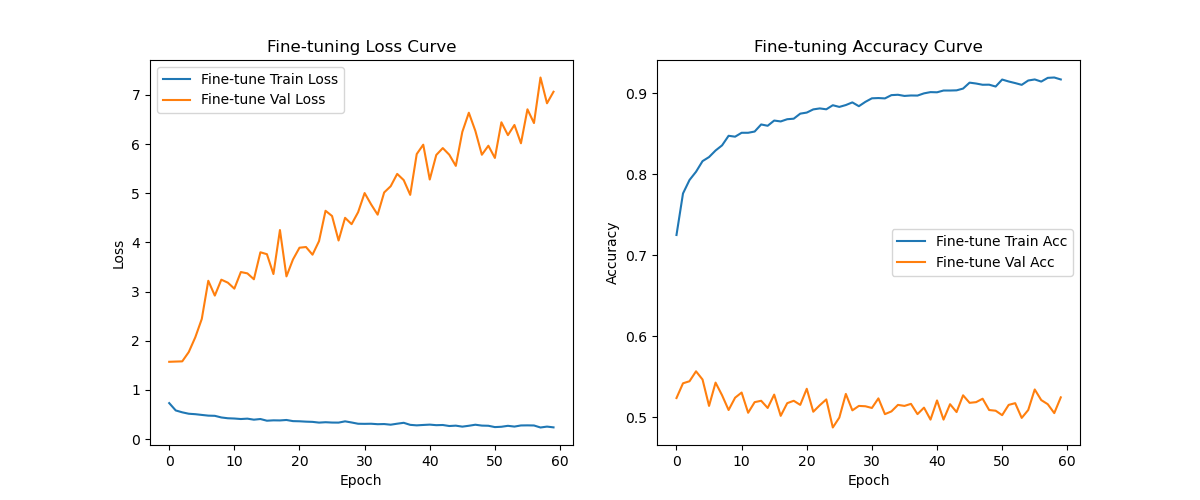 Fine-tuning Loss Curve
Fine-tune Train Loss
Fine-tune Val Loss
7
6
5
4
3
2
1
0
Loss
0 10 20 30 40 50 60
Epoch
Fine-tuning Accuracy Curve
0.9
0.8
0.7
0.6
0.5
Accuracy
Fine-tune Train Acc
Fine-tune Val Acc
0 10 20 30 40 50 60
Epoch